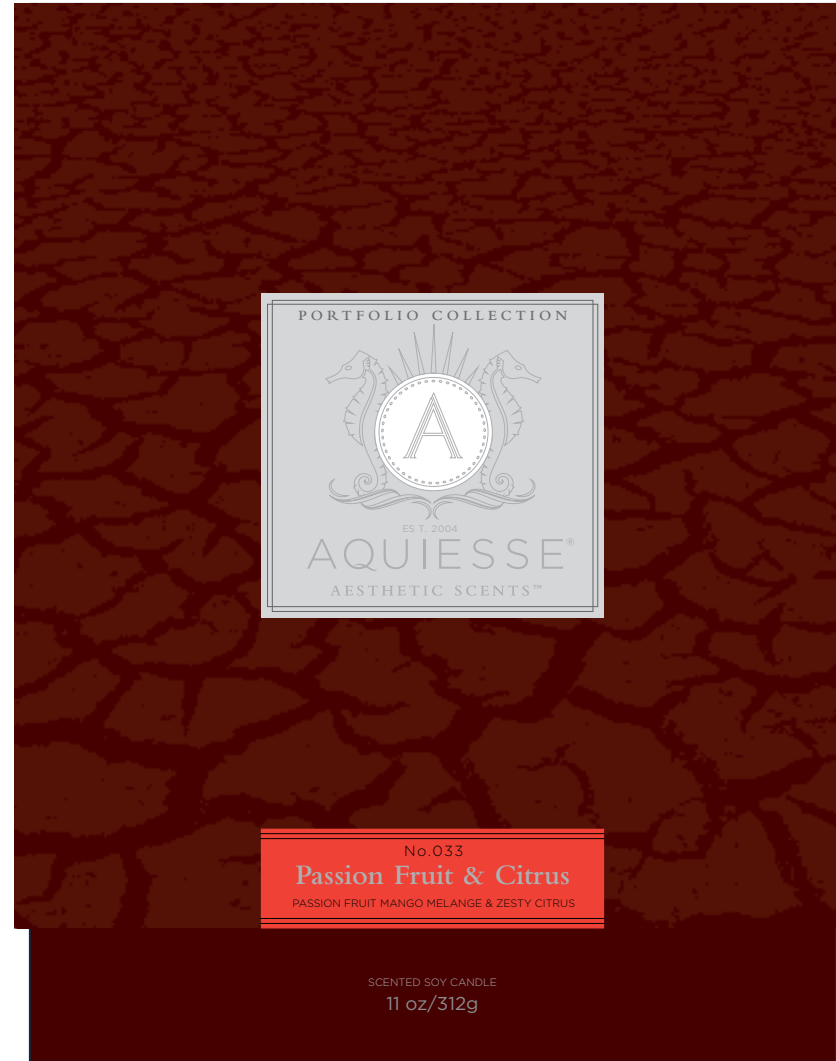 PORTFOLIO COLLECTION
A
EST. 2004
AQUIESSE®
AESTHETIC SCENTS™
No.033
Passion Fruit & Citrus
PASSION FRUIT MANGO MELANGE & ZESTY CITRUS
SCENTED SOY CANDLE
11 oz/312g